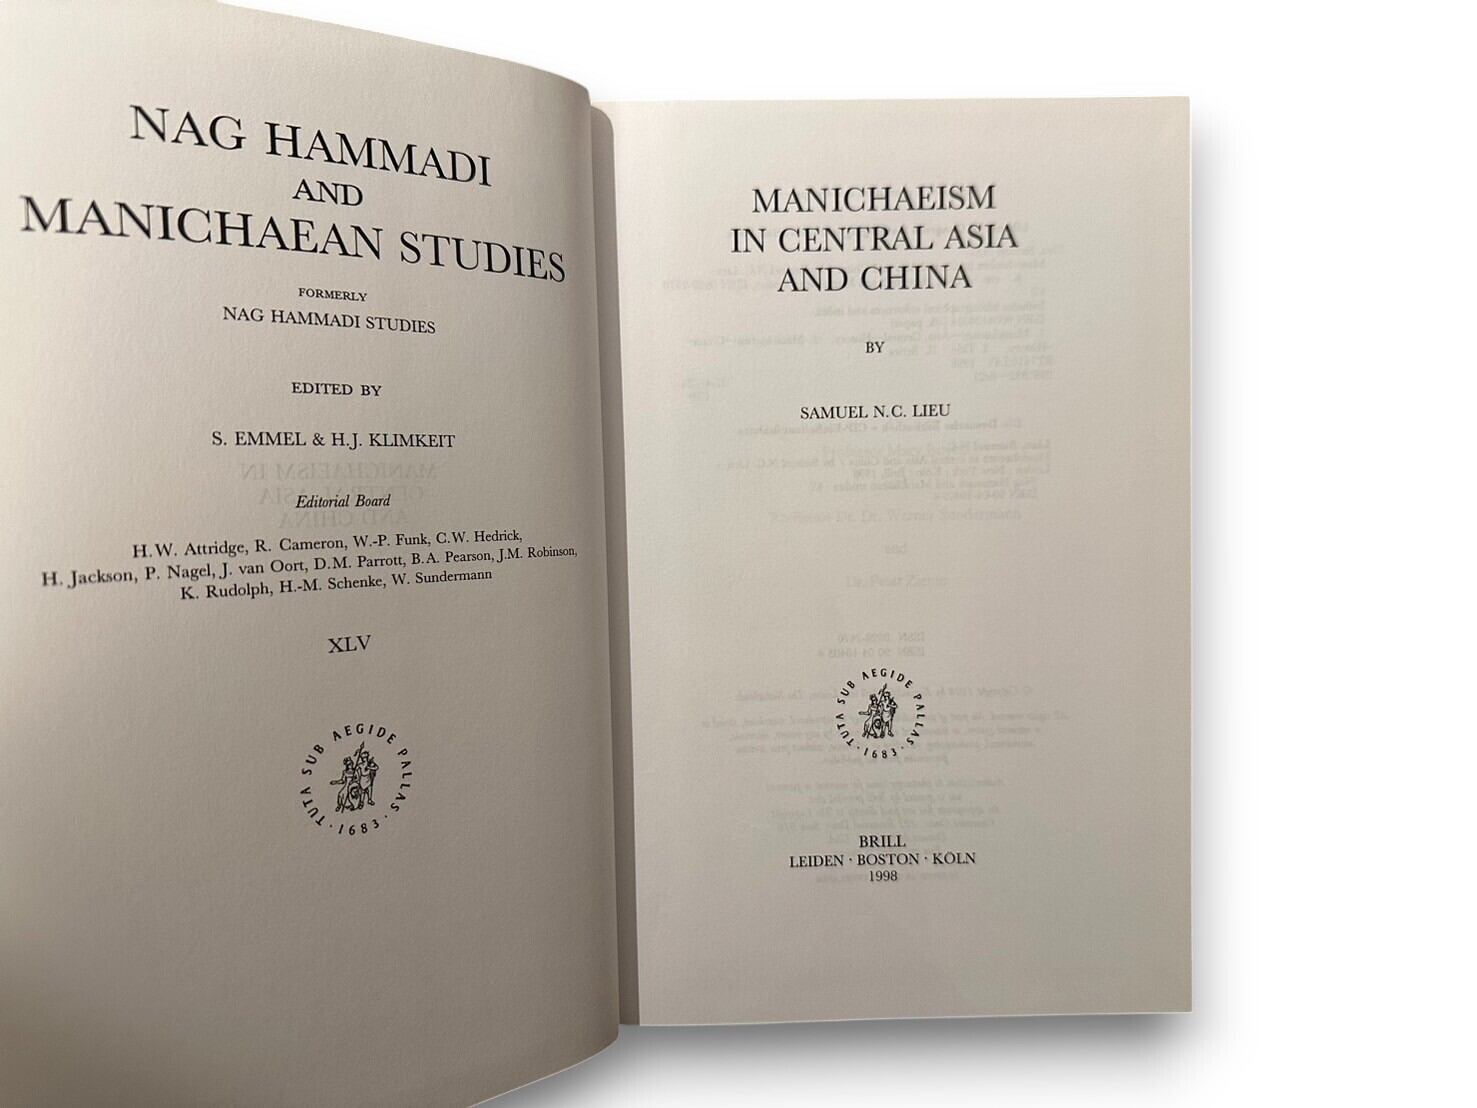 NAG HAMMADI
AND
MANICHAEAN STUDIES
FORMERLY
NAG HAMMADI STUDIES
EDITED BY
S. EMMEL & H.J. KLIMKEIT
Editorial Board
H.W. Attridge, R. Cameron, W.-P. Funk, C.W. Hedrick,
H. Jackson, P. Nagel, J. van Oort, D.M. Parrott, B.A. Pearson, J.M. Robinson,
K. Rudolph, H.-M. Schenke, W. Sundermann
XLV
TUTA SUB AEGIDE PALLAS · 1683 ·
MANICHAEISM
IN CENTRAL ASIA
AND CHINA
BY
SAMUEL N.C. LIEU
TUTA SUB AEGIDE PALLAS · 1683 ·
BRILL
LEIDEN · BOSTON · KÖLN
1998